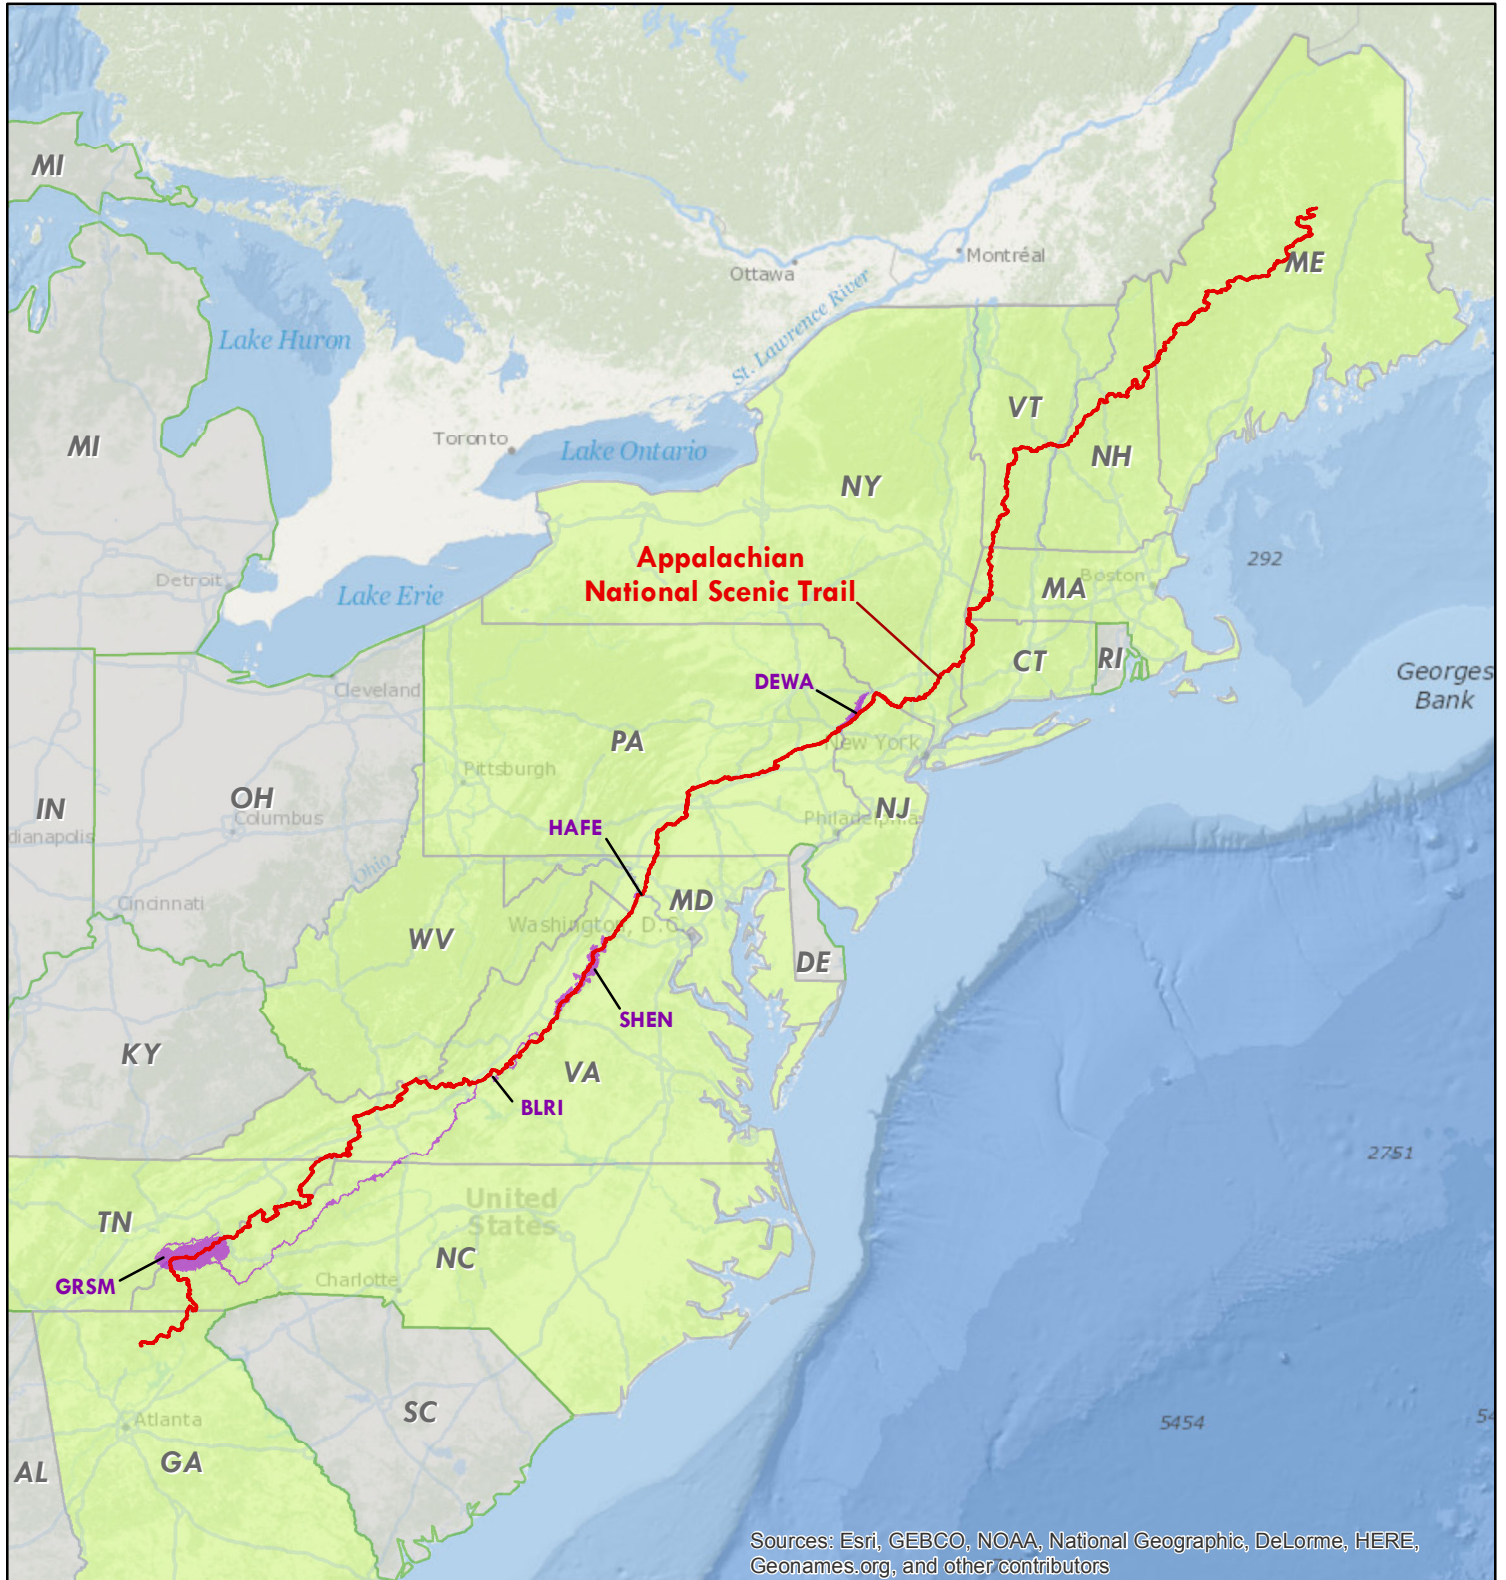 MI
Ottawa
Montréal
ME
Lake Huron
St. Lawrence River
VT
MI
Toronto
Lake Ontario
NH
NY
Appalachian
National Scenic Trail
292
Detroit
Lake Erie
MA
Boston
CT
RI
Georges
Bank
DEWA
Cleveland
PA
New York
Pittsburgh
IN
OH
NJ
dianapolis
Columbus
Philadelphia
HAFE
Ohio
Cincinnati
MD
Washington, D.C.
WV
DE
SHEN
KY
VA
BLRI
2751
United
States
TN
NC
GRSM
Charlotte
SC
Atlanta
5454
54
GA
AL
Sources: Esri, GEBCO, NOAA, National Geographic, DeLorme, HERE,
Geonames.org, and other contributors